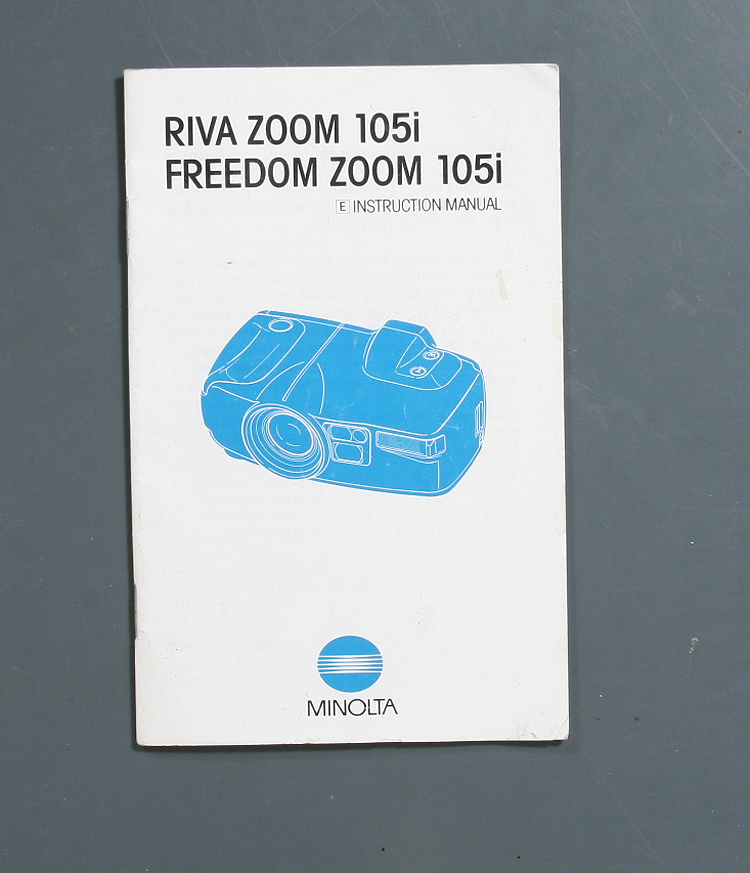 RIVA ZOOM 105i
FREEDOM ZOOM 105i
E INSTRUCTION MANUAL
MINOLTA